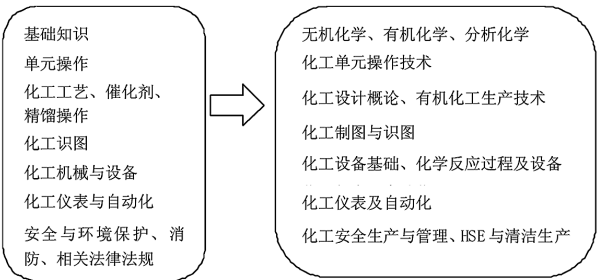 基础知识
单元操作
化工工艺、催化剂、
精馏操作
化工识图
化工机械与设备
化工仪表与自动化
安全与环境保护、消
防、相关法律法规
无机化学、有机化学、分析化学
化工单元操作技术
化工设计概论、有机化工生产技术
化工制图与识图
化工设备基础、化学反应过程及设备
化工仪表及自动化
化工安全生产与管理、HSE与清洁生产